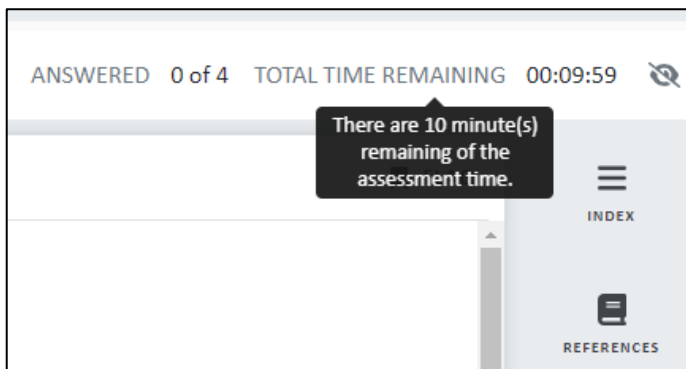 ANSWERED 0 of 4 TOTAL TIME REMAINING 00:09:59
There are 10 minute(s)
remaining of the
assessment time.
INDEX
REFERENCES